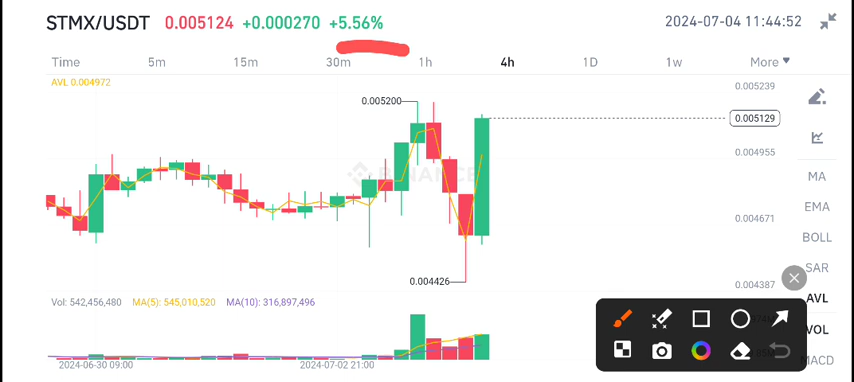 STMX/USDT 0.005124 +0.000270 +5.56% 2024-07-04 11:44:52
Time 5m 15m 30m 1h 4h 1D 1w More
AVL 0.004972
0.005239
0.005200
0.005129
0.004955
BINANCE
MA
EMA
0.004671
BOLL
SAR
0.004426
0.004387
AVL
Vol: 542,456,480 MA(5): 545,010,520 MA(10): 316,897,496
VOL
MACD
2024-06-30 09:00 2024-07-02 21:00